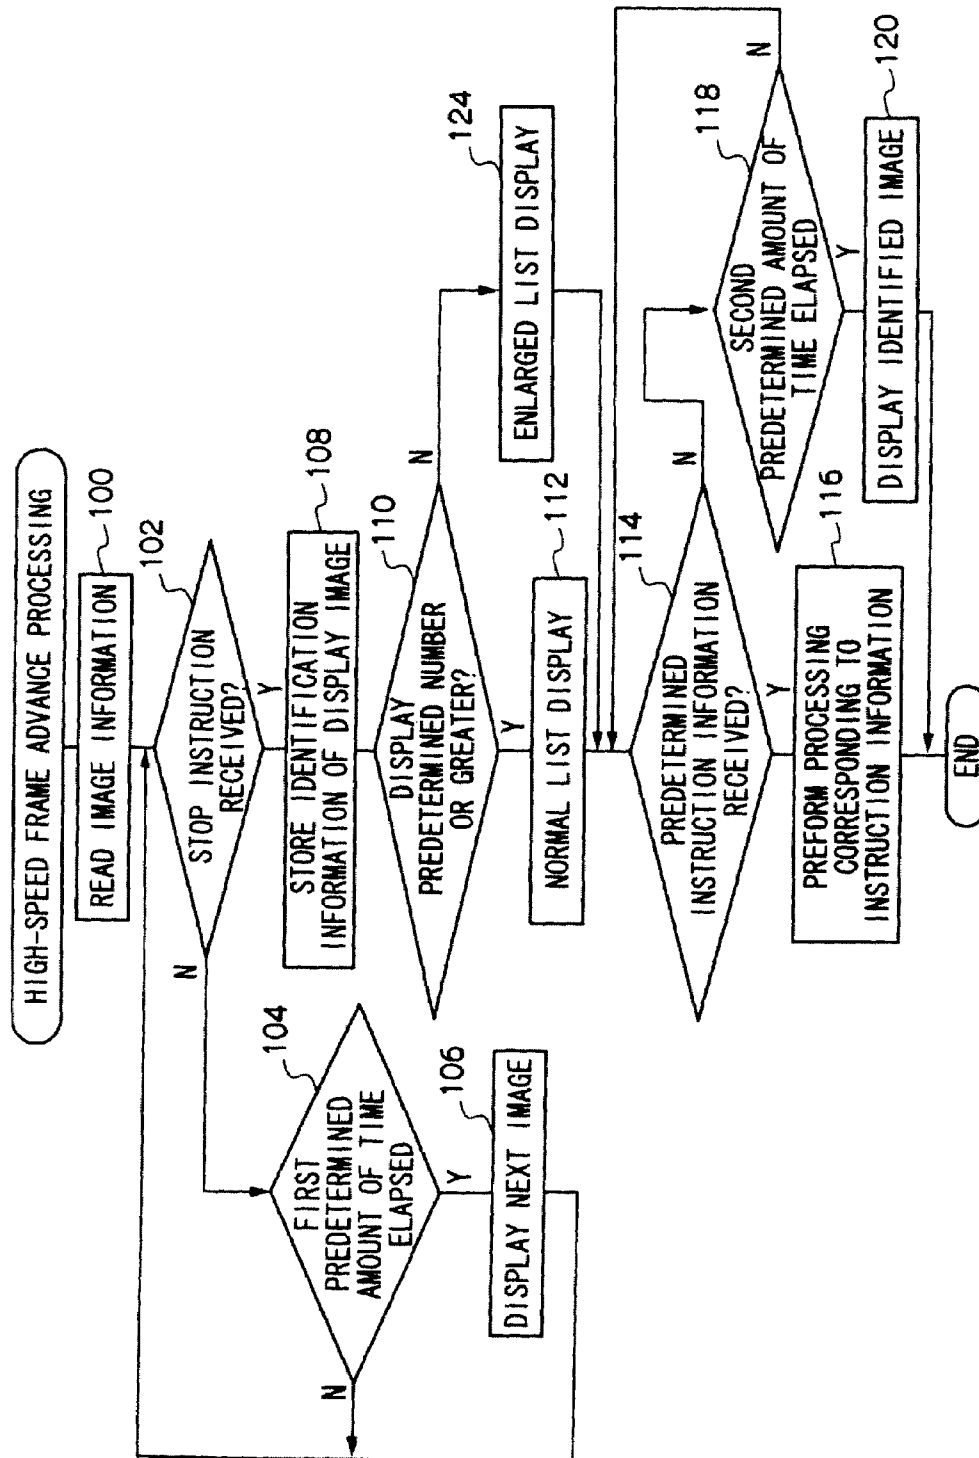 HIGH-SPEED FRAME ADVANCE PROCESSING
READ IMAGE INFORMATION
100
STOP INSTRUCTION
RECEIVED?
102
N
Y
FIRST
PREDETERMINED
AMOUNT OF TIME
ELAPSED
104
N
Y
DISPLAY NEXT IMAGE
106
STORE IDENTIFICATION
INFORMATION OF DISPLAY IMAGE
108
DISPLAY
PREDETERMINED NUMBER
OR GREATER?
110
N
Y
ENLARGED LIST DISPLAY
124
NORMAL LIST DISPLAY
112
PREDETERMINED
INSTRUCTION INFORMATION
RECEIVED?
114
N
Y
SECOND
PREDETERMINED AMOUNT OF
TIME ELAPSED
118
N
Y
DISPLAY IDENTIFIED IMAGE
120
PREFORM PROCESSING
CORRESPONDING TO
INSTRUCTION INFORMATION
116
END